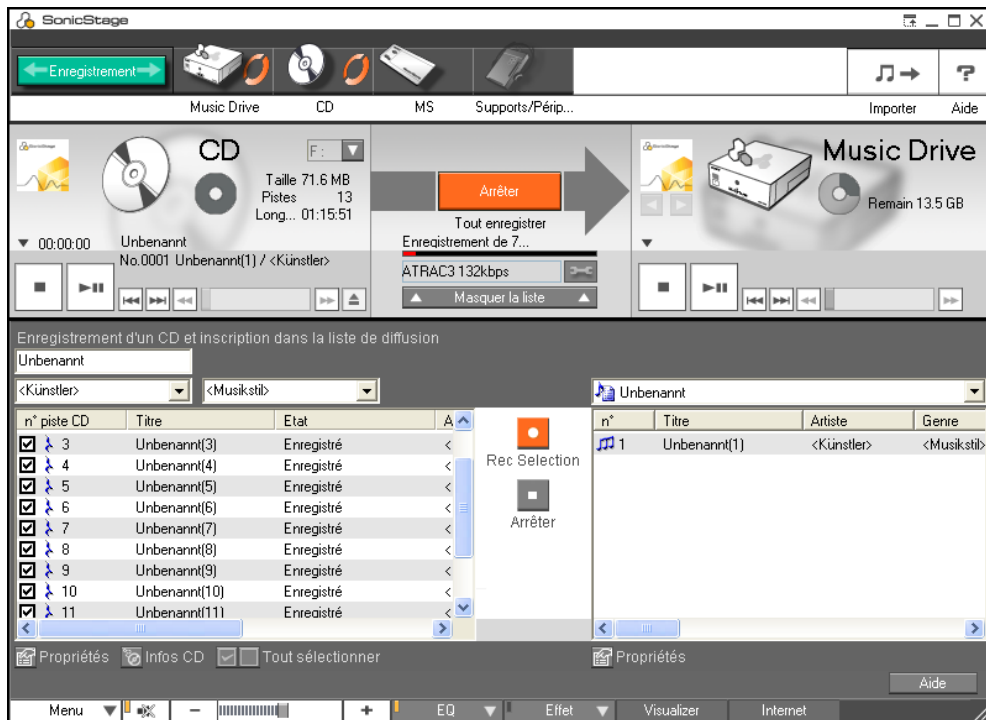 SonicStage
Enregistrement
Music Drive CD MS Supports/Périp... Importer Aide
CD F: Music Drive
Taille 71.6 MB
Pistes 13
Long... 01:15:51
Arrêter
Remain 13.5 GB
Tout enregistrer
00:00:00 Unbenannt
Enregistrement de 7...
No.0001 Unbenannt(1) / <Künstler>
ATRAC3 132kbps
Masquer la liste
Enregistrement d'un CD et inscription dans la liste de diffusion
Unbenannt
<Künstler> <Musikstil> Unbenannt
n° piste CD Titre Etat A n° Titre Artiste Genre
3 Unbenannt(3) Enregistré < 1 Unbenannt(1) <Künstler> <Musikstil>
4 Unbenannt(4) Enregistré <
Rec Selection
5 Unbenannt(5) Enregistré <
6 Unbenannt(6) Enregistré <
7 Unbenannt(7) Enregistré <
Arrêter
8 Unbenannt(8) Enregistré <
9 Unbenannt(9) Enregistré <
10 Unbenannt(10) Enregistré <
11 Unbenannt(11) Enregistré <
Propriétés Infos CD Tout sélectionner Propriétés
Aide
Menu EQ Effet Visualizer Internet